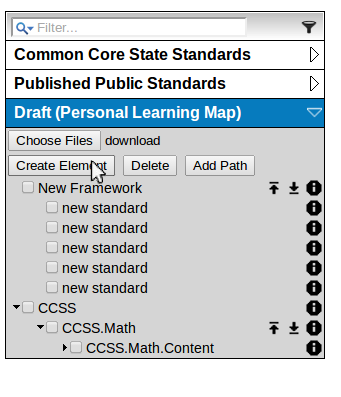 Filter...
Common Core State Standards
Published Public Standards
Draft (Personal Learning Map)
Choose Files download
Create Element Delete Add Path
New Framework
new standard
new standard
new standard
new standard
new standard
CCSS
CCSS.Math
CCSS.Math.Content